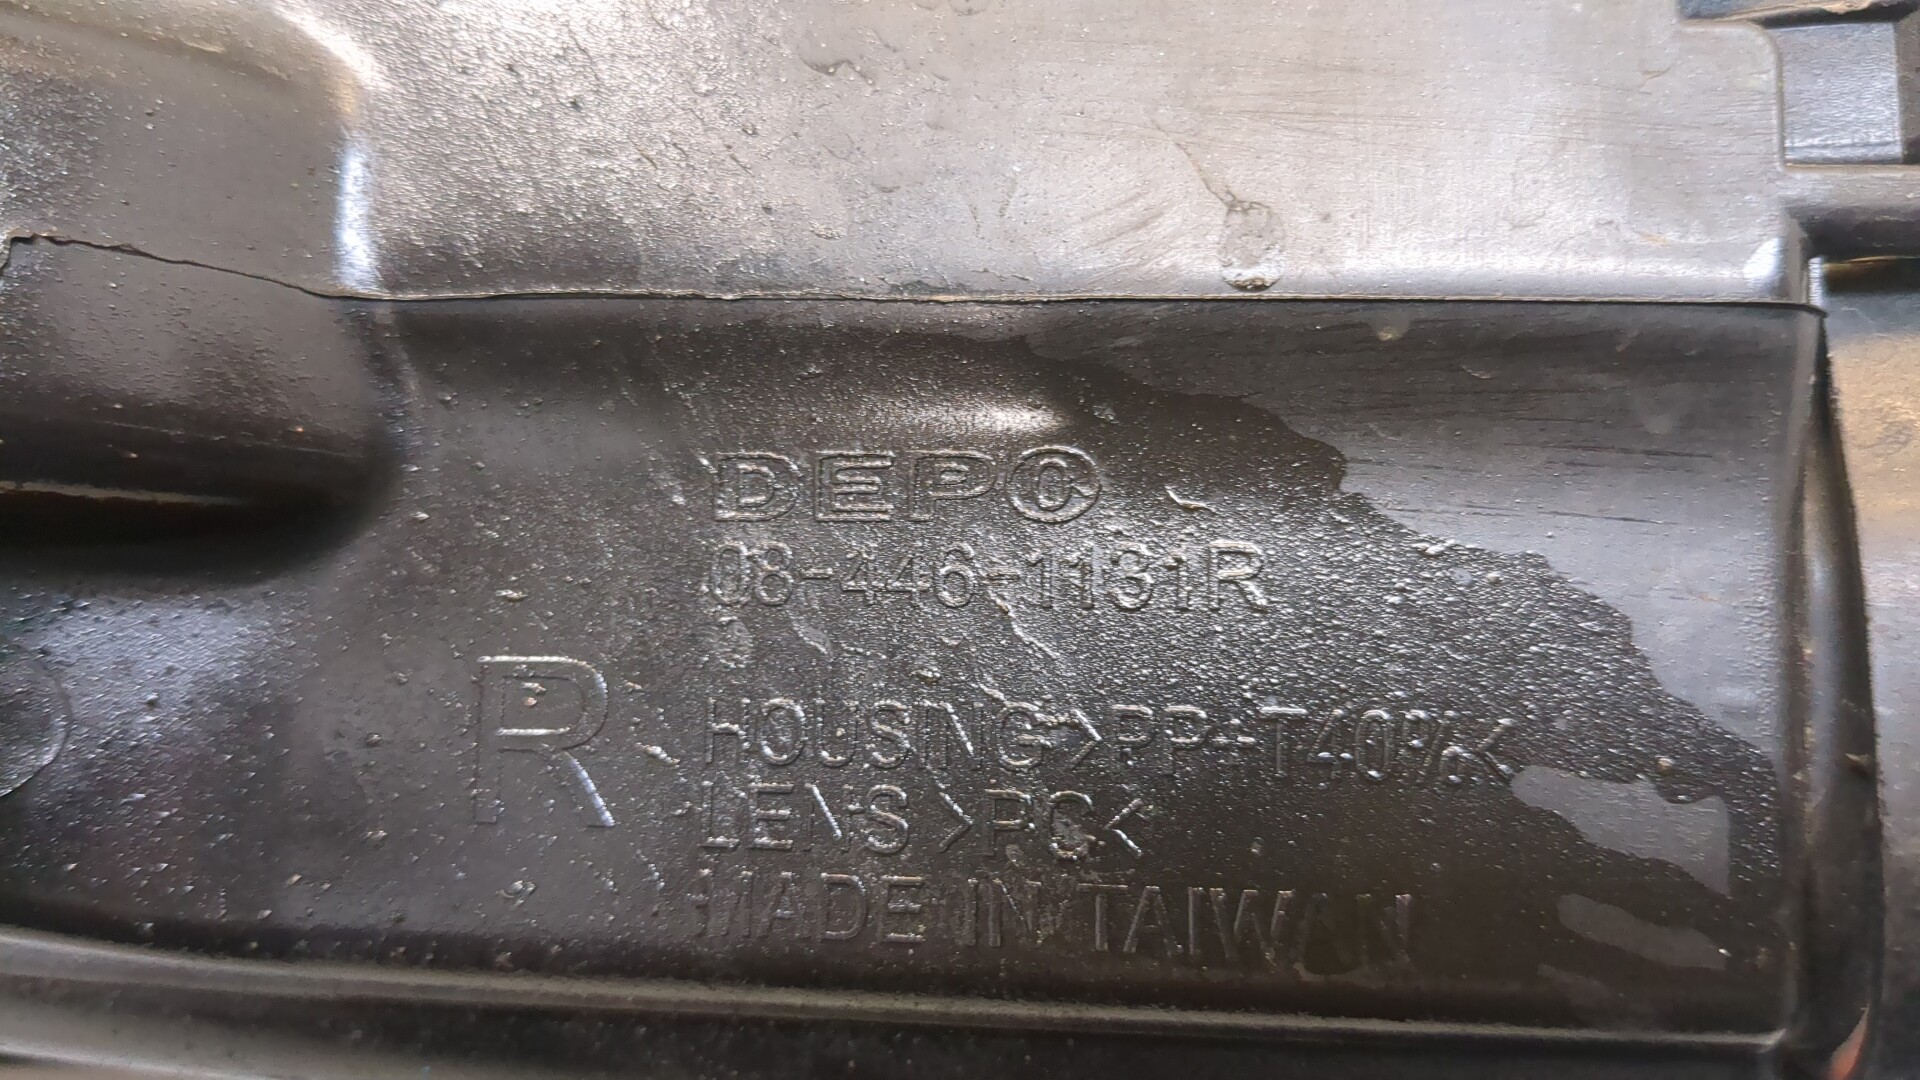 DEPO
08-446-1131R
R
HOUSING >PP+T40%<
LENS >PC<
MADE IN TAIWAN